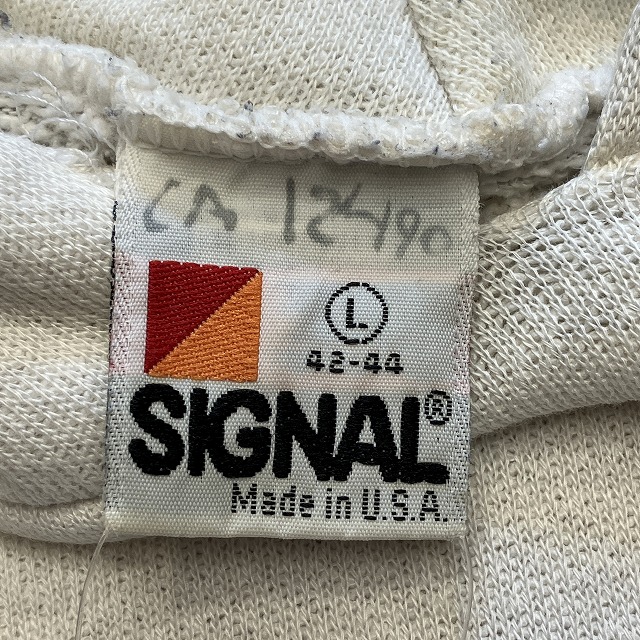 CA 12490
L
42-44
SIGNAL®
Made in U.S.A.